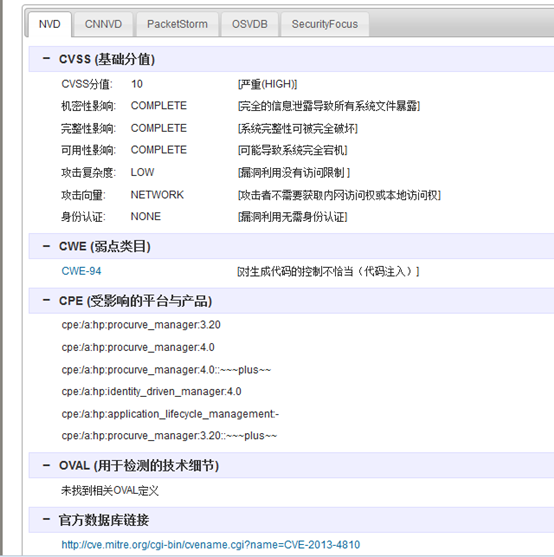 NVD CNNVD PacketStorm OSVDB SecurityFocus
− CVSS (基础分值)
CVSS分值: 10 [严重(HIGH)]
机密性影响: COMPLETE [完全的信息泄露导致所有系统文件暴露]
完整性影响: COMPLETE [系统完整性可被完全破坏]
可用性影响: COMPLETE [可能导致系统完全宕机]
攻击复杂度: LOW [漏洞利用没有访问限制 ]
攻击向量: NETWORK [攻击者不需要获取内网访问权或本地访问权]
身份认证: NONE [漏洞利用无需身份认证]
− CWE (弱点类目)
CWE-94 [对生成代码的控制不恰当（代码注入）]
− CPE (受影响的平台与产品)
cpe:/a:hp:procurve_manager:3.20
cpe:/a:hp:procurve_manager:4.0
cpe:/a:hp:procurve_manager:4.0::~~~plus~~
cpe:/a:hp:identity_driven_manager:4.0
cpe:/a:hp:application_lifecycle_management:-
cpe:/a:hp:procurve_manager:3.20::~~~plus~~
− OVAL (用于检测的技术细节)
未找到相关OVAL定义
− 官方数据库链接
http://cve.mitre.org/cgi-bin/cvename.cgi?name=CVE-2013-4810